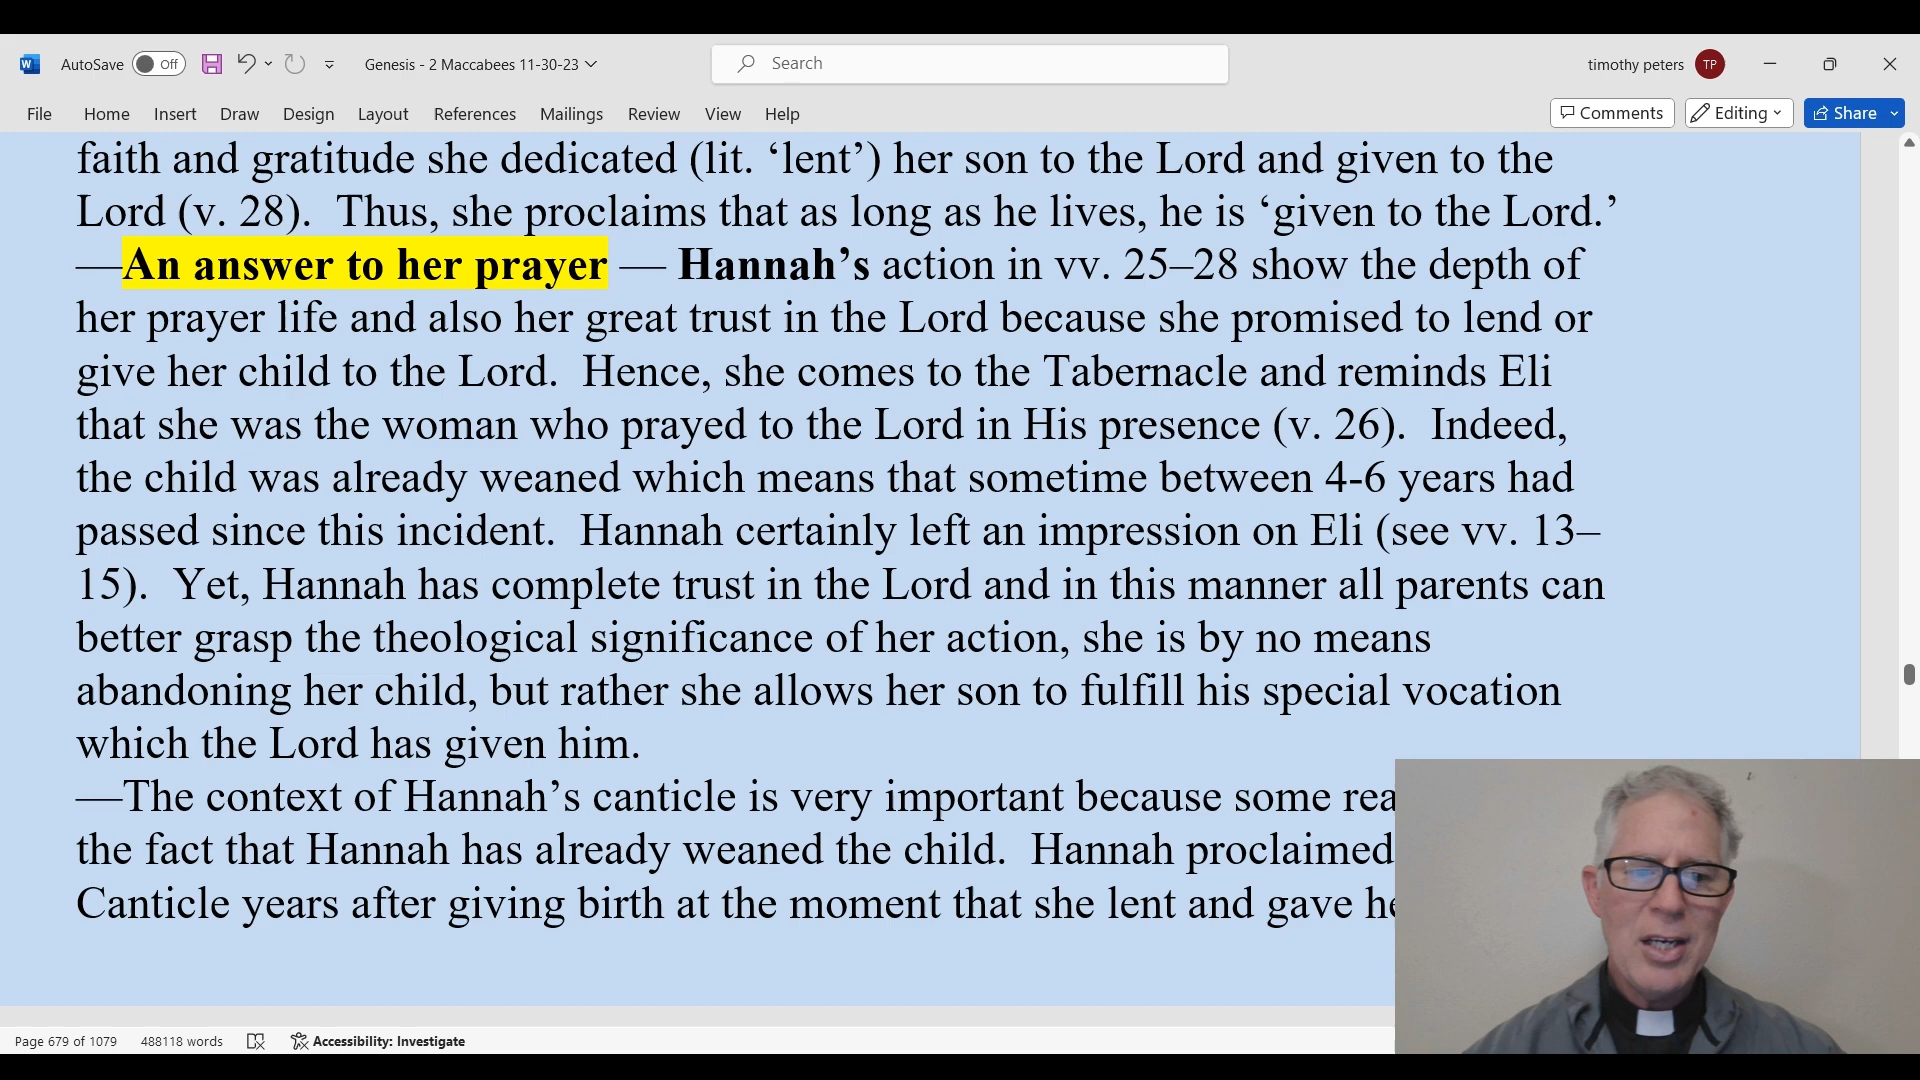 AutoSave Off Genesis - 2 Maccabees 11-30-23 Search timothy peters TP
File Home Insert Draw Design Layout References Mailings Review View Help Comments Editing Share
faith and gratitude she dedicated (lit. ‘lent’) her son to the Lord and given to the
Lord (v. 28).  Thus, she proclaims that as long as he lives, he is ‘given to the Lord.’
—An answer to her prayer — Hannah’s action in vv. 25–28 show the depth of
her prayer life and also her great trust in the Lord because she promised to lend or
give her child to the Lord.  Hence, she comes to the Tabernacle and reminds Eli
that she was the woman who prayed to the Lord in His presence (v. 26).  Indeed,
the child was already weaned which means that sometime between 4-6 years had
passed since this incident.  Hannah certainly left an impression on Eli (see vv. 13–
15).  Yet, Hannah has complete trust in the Lord and in this manner all parents can
better grasp the theological significance of her action, she is by no means
abandoning her child, but rather she allows her son to fulfill his special vocation
which the Lord has given him.
—The context of Hannah’s canticle is very important because some
the fact that Hannah has already weaned the child.  Hannah proclaimed
Canticle years after giving birth at the moment that she lent and gave
Page 679 of 1079 488118 words Accessibility: Investigate